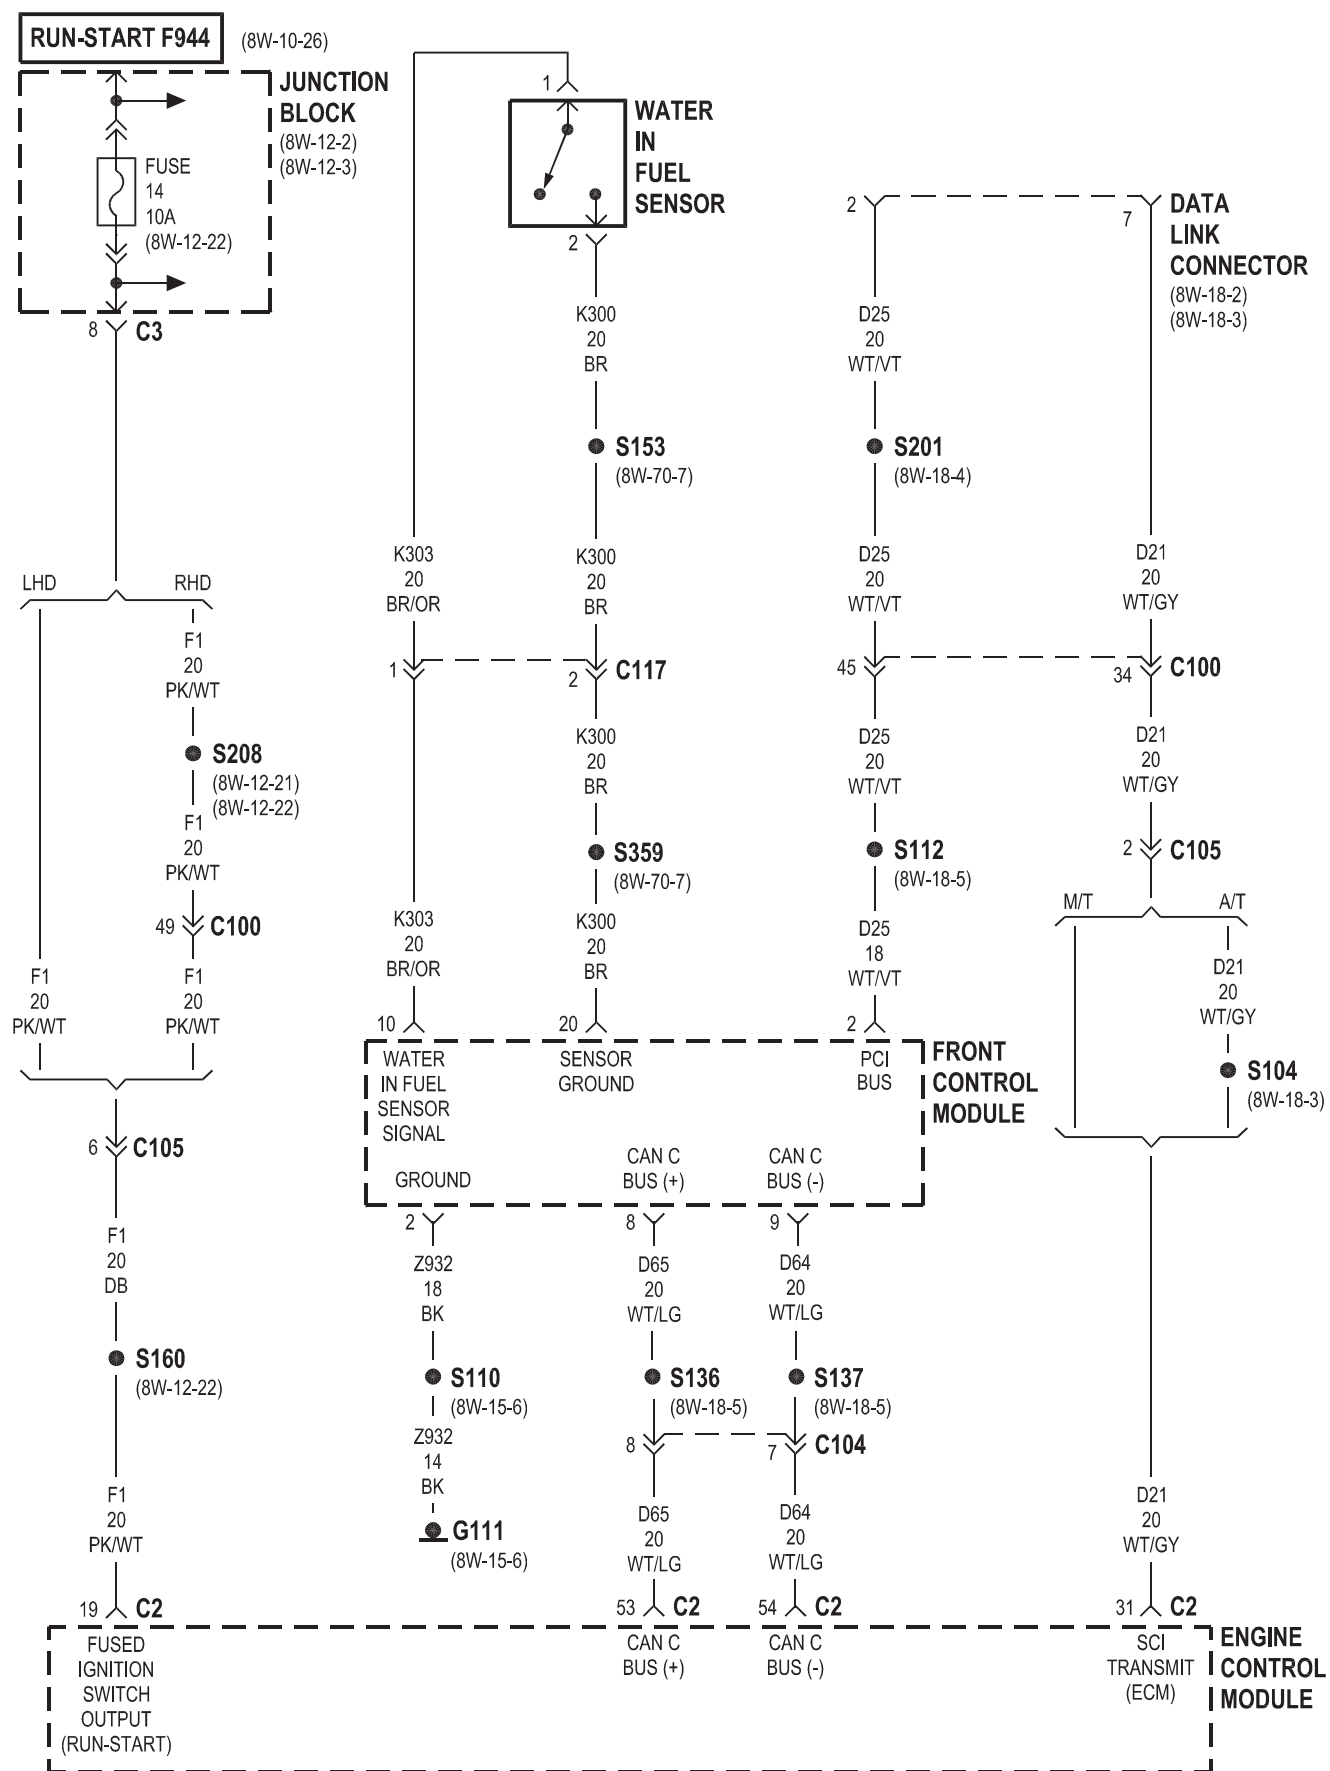 RUN-START F944
(8W-10-26)
JUNCTION
BLOCK
(8W-12-2)
(8W-12-3)
FUSE
14
10A
(8W-12-22)
8
C3
LHD
RHD
F1
20
PK/WT
S208
(8W-12-21)
(8W-12-22)
F1
20
PK/WT
49
C100
F1
20
PK/WT
F1
20
PK/WT
6
C105
F1
20
DB
S160
(8W-12-22)
F1
20
PK/WT
19
C2
1
WATER
IN
FUEL
SENSOR
2
K300
20
BR
S153
(8W-70-7)
K303
20
BR/OR
K300
20
BR
1
2
C117
K300
20
BR
S359
(8W-70-7)
K303
20
BR/OR
K300
20
BR
10
20
2
7
DATA
LINK
CONNECTOR
(8W-18-2)
(8W-18-3)
D25
20
WT/VT
S201
(8W-18-4)
D25
20
WT/VT
D21
20
WT/GY
45
34
C100
D25
20
WT/VT
D21
20
WT/GY
S112
(8W-18-5)
2
C105
D25
18
WT/VT
2
M/T
A/T
D21
20
WT/GY
S104
(8W-18-3)
WATER
IN FUEL
SENSOR
SIGNAL
SENSOR
GROUND
PCI
BUS
FRONT
CONTROL
MODULE
GROUND
CAN C
BUS (+)
CAN C
BUS (-)
2
8
9
Z932
18
BK
D65
20
WT/LG
D64
20
WT/LG
S110
(8W-15-6)
S136
(8W-18-5)
S137
(8W-18-5)
Z932
14
BK
8
7
C104
G111
(8W-15-6)
D65
20
WT/LG
D64
20
WT/LG
D21
20
WT/GY
53
C2
54
C2
31
C2
FUSED
IGNITION
SWITCH
OUTPUT
(RUN-START)
CAN C
BUS (+)
CAN C
BUS (-)
SCI
TRANSMIT
(ECM)
ENGINE
CONTROL
MODULE